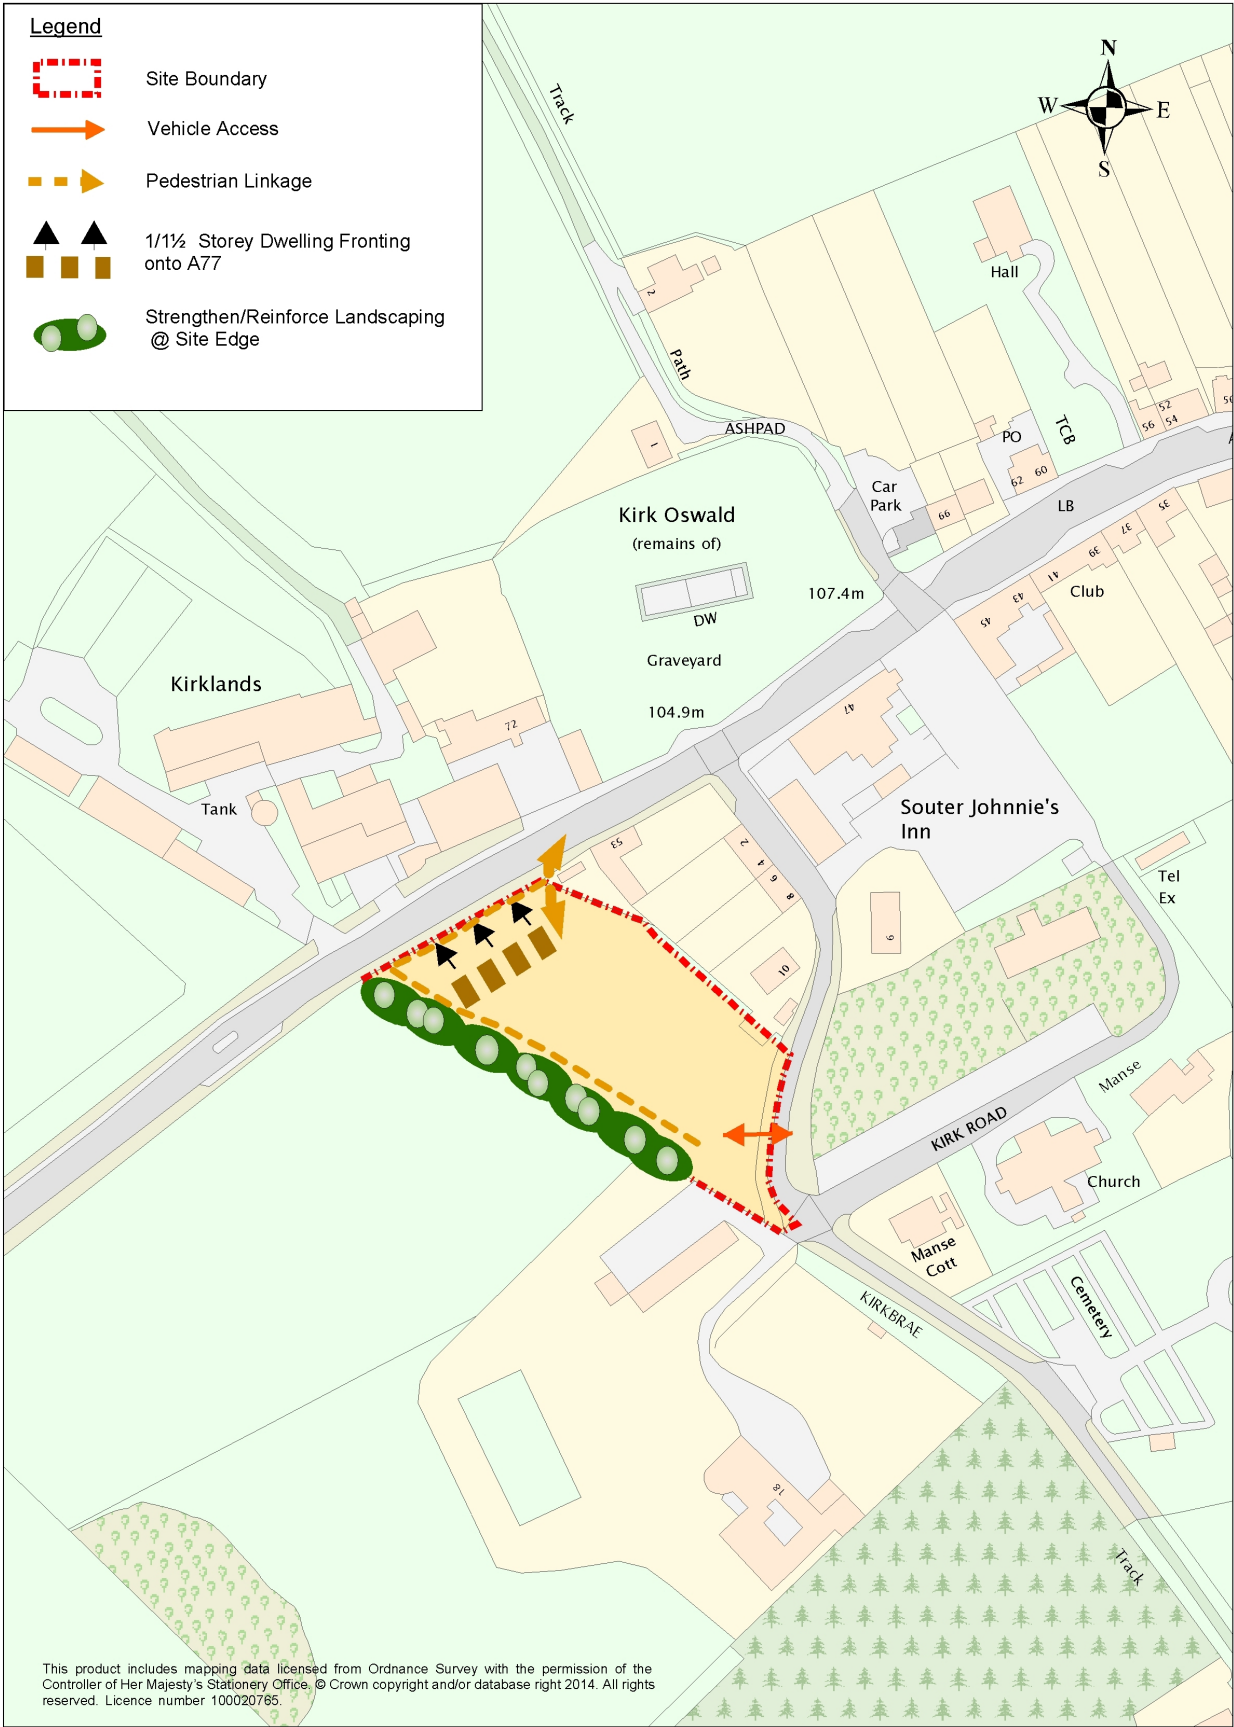 Legend
Site Boundary
Vehicle Access
Pedestrian Linkage
1/1½ Storey Dwelling Fronting
onto A77
Strengthen/Reinforce Landscaping
@ Site Edge
N
W
E
S
Track
Hall
2
Path
52
50
56
54
TCB
ASHPAD
1
PO
60
62
Car
Park
LB
66
35
37
39
41
43
45
Club
Kirk Oswald
(remains of)
107.4m
DW
Graveyard
104.9m
Kirklands
72
47
Tank
Souter Johnnie's
Inn
53
2
4
6
8
9
10
Tel
Ex
Manse
KIRK ROAD
Church
Manse
Cott
KIRKBRAE
Cemetery
18
Track
This product includes mapping data licensed from Ordnance Survey with the permission of the
Controller of Her Majesty's Stationery Office. © Crown copyright and/or database right 2014. All rights
reserved. Licence number 100020765.